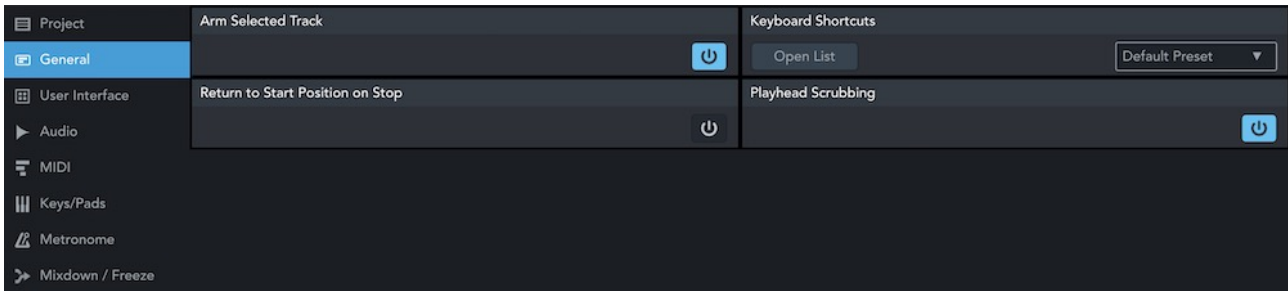 Project
General
User Interface
Audio
MIDI
Keys/Pads
Metronome
Mixdown / Freeze
Arm Selected Track
Keyboard Shortcuts
Open List
Default Preset
Return to Start Position on Stop
Playhead Scrubbing